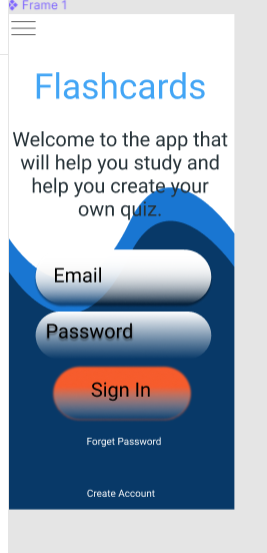 Frame 1
Flashcards
Welcome to the app that
will help you study and
help you create your
own quiz.
Email
Password
Sign In
Forget Password
Create Account